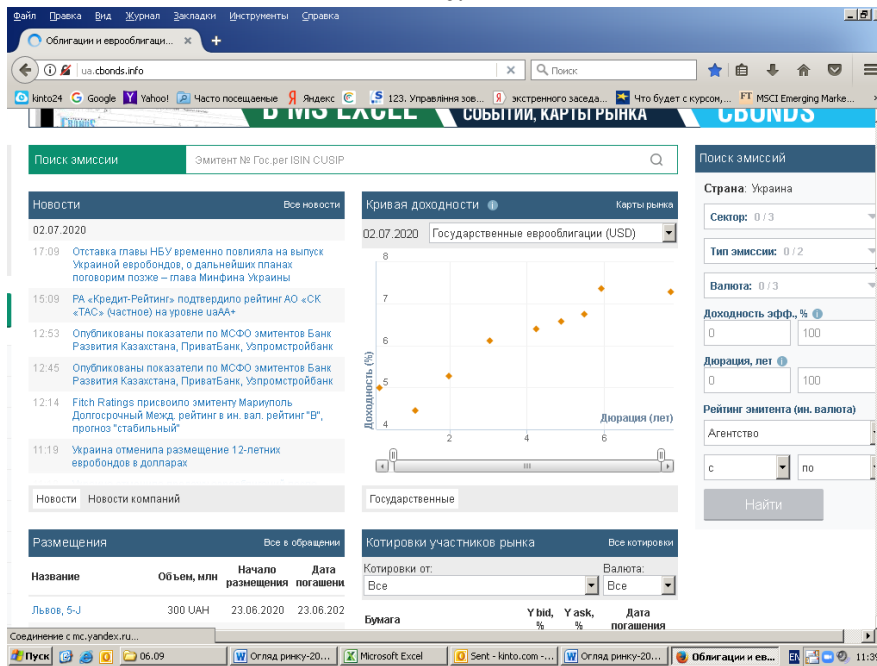 Файл Правка Вид Журнал Закладки Инструменты Справка
Облигации и еврооблигаци... × +
ua.cbonds.info
Поиск
kinto24 Google Yahoo! Часто посещаемые Яндекс 123. Управління зов... экстренного заседа... Что будет с курсом,... FT MSCI Emerging Marke...
В MS EXCEL
СОБЫТИЙ, КАРТЫ РЫНКА
CBONDS
Поиск эмиссии
Эмитент № Гос.рег ISIN CUSIP
Новости Все новости
02.07.2020
17:09 Отставка главы НБУ временно повлияла на выпуск
Украиной евробондов, о дальнейших планах
поговорим позже – глава Минфина Украины
15:09 РА «Кредит-Рейтинг» подтвердило рейтинг АО «СК
«ТАС» (частное) на уровне uaAA+
12:53 Опубликованы показатели по МСФО эмитентов Банк
Развития Казахстана, ПриватБанк, Узпромстройбанк
12:45 Опубликованы показатели по МСФО эмитентов Банк
Развития Казахстана, ПриватБанк, Узпромстройбанк
12:14 Fitch Ratings присвоило эмитенту Мариуполь
Долгосрочный Межд. рейтинг в ин. вал. рейтинг "B",
прогноз "стабильный"
11:19 Украина отменила размещение 12-летних
евробондов в долларах
Новости Новости компаний
Кривая доходности Карты рынка
02.07.2020 Государственные еврооблигации (USD)
8
7
6
5
4
Доходность (%)
Дюрация (лет)
2 4 6
Государственные
Поиск эмиссий
Страна: Украина
Сектор: 0 / 3
Тип эмиссии: 0 / 2
Валюта: 0 / 3
Доходность эфф., %
0 100
Дюрация, лет
0 100
Рейтинг эмитента (ин. валюта)
Агентство
с по
Найти
Размещения Все в обращении
Название Объем, млн Начало размещения Дата погашени
Львов, 5-J 300 UAH 23.06.2020 23.06.202
Котировки участников рынка Все котировки
Котировки от: Валюта:
Все Все
Бумага Y bid, % Y ask, % Дата погашения
Соединение с mc.yandex.ru...
Пуск 06.09 Огляд ринку-20... Microsoft Excel Sent - kinto.com -... Огляд ринку-20... Облигации и ев... EN 11:39